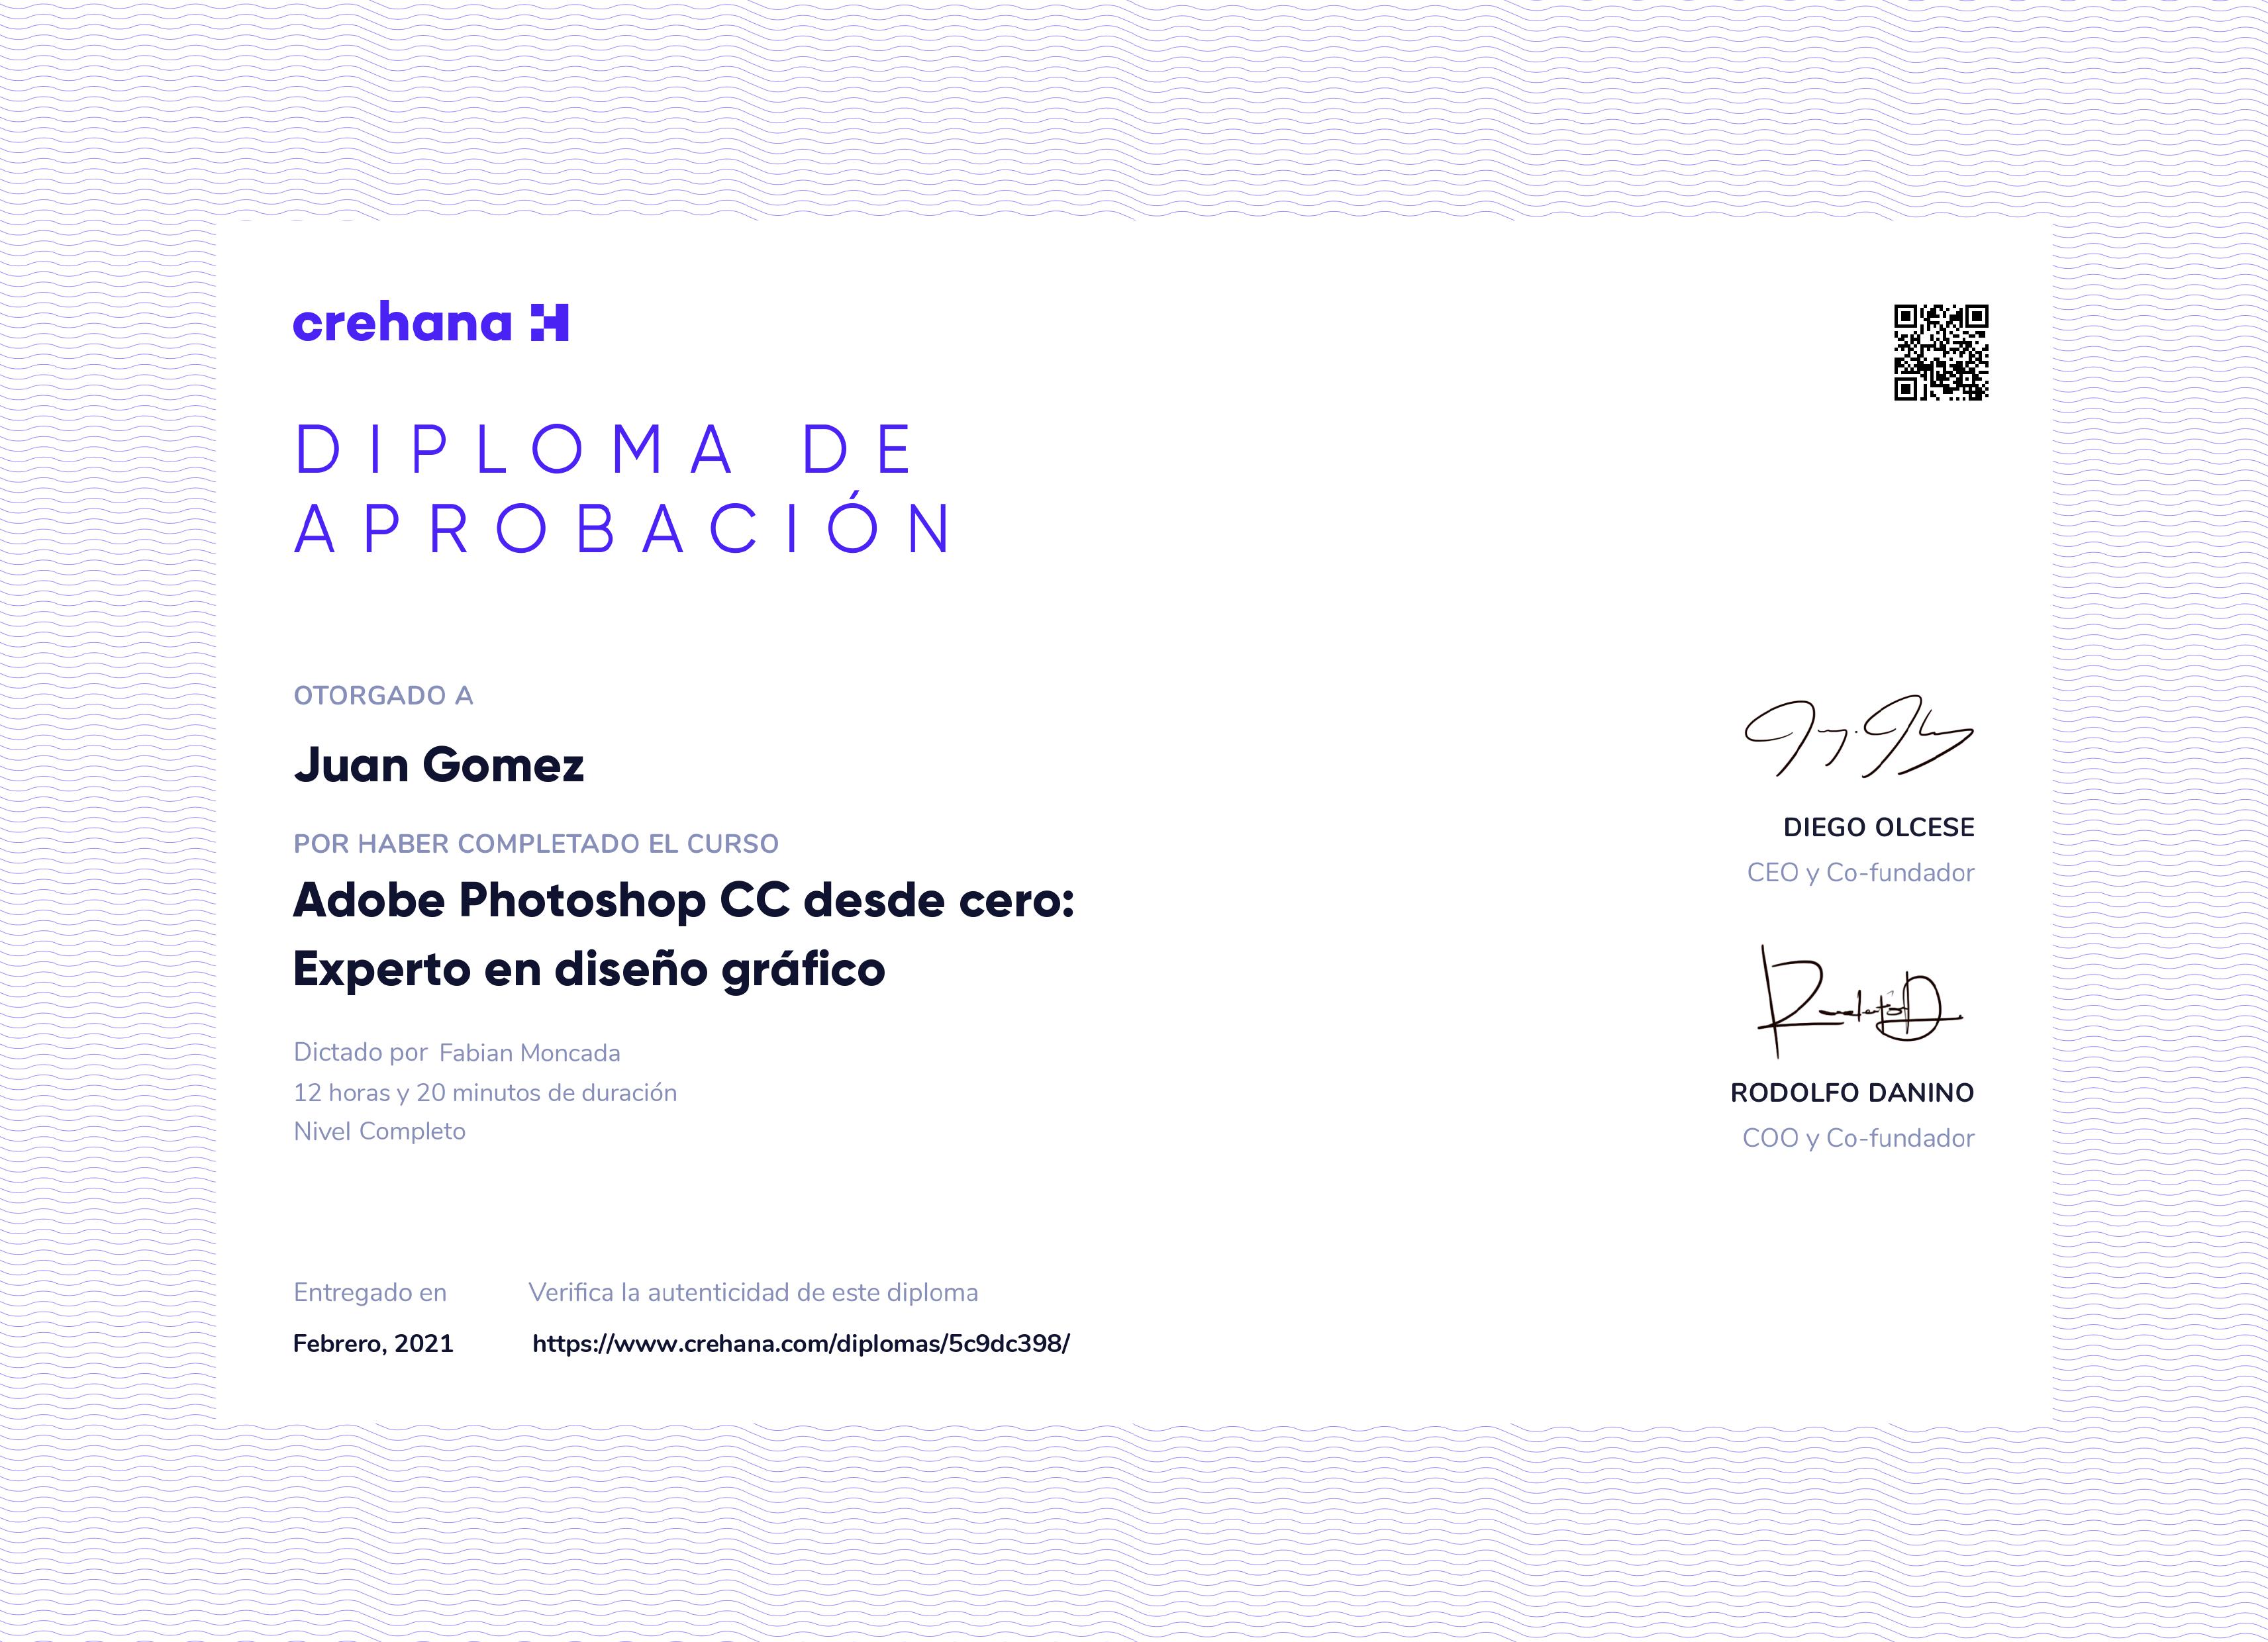 crehana
DIPLOMA DE
APROBACIÓN
OTORGADO A
Juan Gomez
POR HABER COMPLETADO EL CURSO
Adobe Photoshop CC desde cero:
Experto en diseño gráfico
Dictado por Fabian Moncada
12 horas y 20 minutos de duración
Nivel Completo
Entregado en
Febrero, 2021
Verifica la autenticidad de este diploma
https://www.crehana.com/diplomas/5c9dc398/
DIEGO OLCESE
CEO y Co-fundador
RODOLFO DANINO
COO y Co-fundador